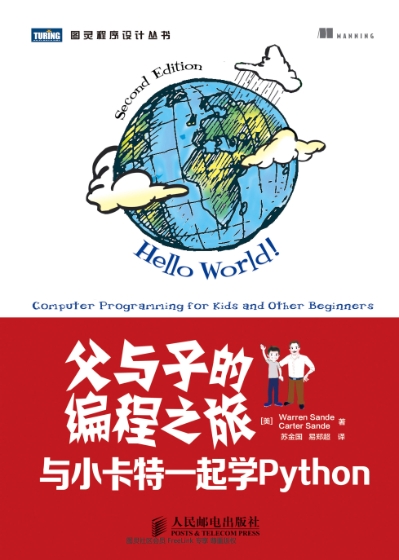 TURING
图灵程序设计丛书
MANNING
Second Edition
Hello World!
Computer Programming for Kids and Other Beginners
父与子的
编程之旅
[美] Warren Sande
Carter Sande 著
苏金国 易郑超 译
与小卡特一起学Python
人民邮电出版社
POSTS & TELECOM PRESS